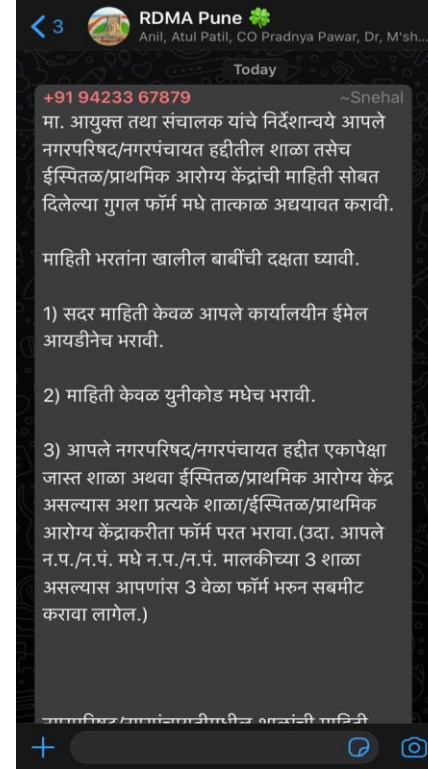 3
RDMA Pune 🍀
Anil, Atul Patil, CO Pradnya Pawar, Dr, M'sh...
Today
+91 94233 67879 ~Snehal
मा. आयुक्त तथा संचालक यांचे निर्देशान्वये आपले
नगरपरिषद/नगरपंचायत हद्दीतील शाळा तसेच
ईस्पितळ/प्राथमिक आरोग्य केंद्रांची माहिती सोबत
दिलेल्या गुगल फॉर्म मधे तात्काळ अद्ययावत करावी.
माहिती भरतांना खालील बाबींची दक्षता घ्यावी.
1) सदर माहिती केवळ आपले कार्यालयीन ईमेल
आयडीनेच भरावी.
2) माहिती केवळ युनीकोड मधेच भरावी.
3) आपले नगरपरिषद/नगरपंचायत हद्दीत एकापेक्षा
जास्त शाळा अथवा ईस्पितळ/प्राथमिक आरोग्य केंद्र
असल्यास अशा प्रत्यके शाळा/ईस्पितळ/प्राथमिक
आरोग्य केंद्राकरीता फॉर्म परत भरावा.(उदा. आपले
न.प./न.पं. मधे न.प./न.पं. मालकीच्या 3 शाळा
असल्यास आपणांस 3 वेळा फॉर्म भरुन सबमीट
करावा लागेल.)